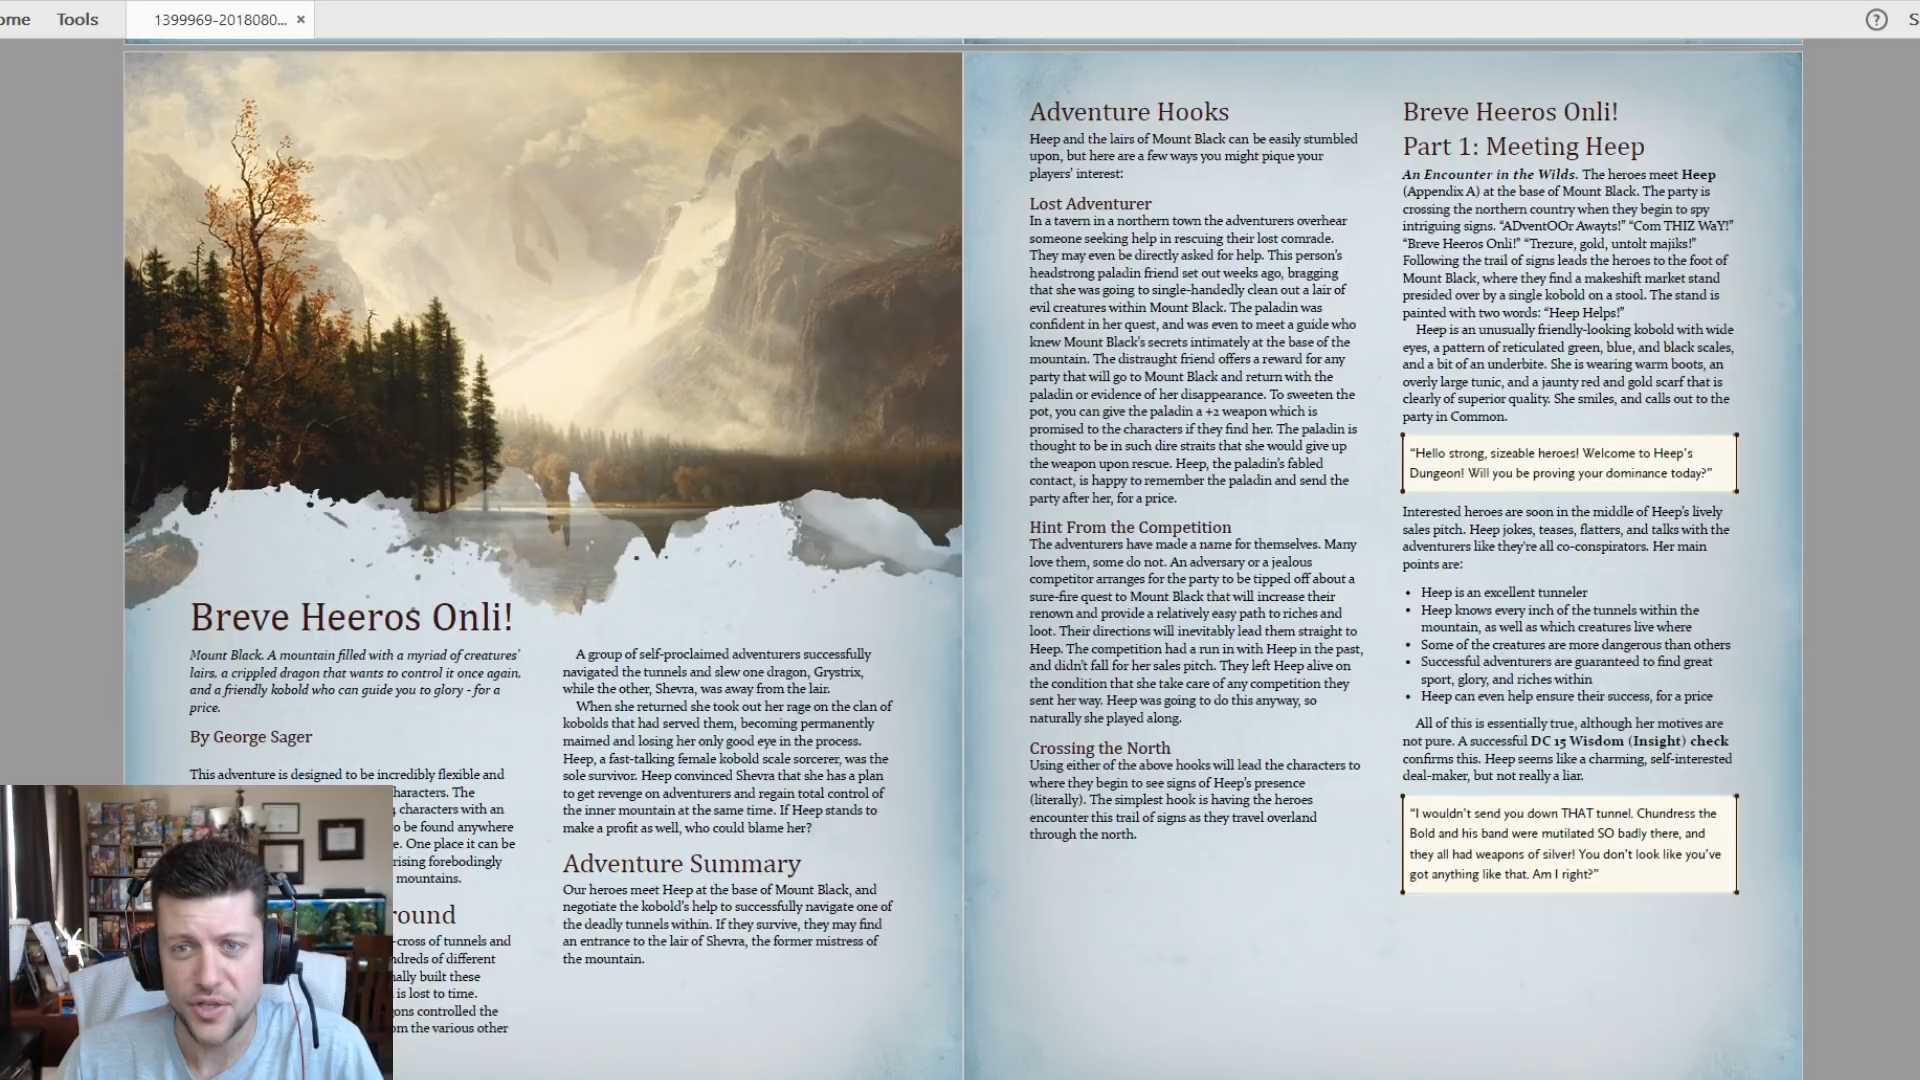 ome Tools 1399969-2018080... × ? S
Breve Heeros Onli!
Mount Black. A mountain filled with a myriad of creatures'
lairs, a crippled dragon that wants to control it once again,
and a friendly kobold who can guide you to glory - for a
price.
By George Sager
This adventure is designed to be incredibly flexible and
haracters. The
characters with an
o be found anywhere
e. One place it can be
rising forebodingly
mountains.
round
-cross of tunnels and
ndreds of different
nally built these
is lost to time.
ons controlled the
om the various other
A group of self-proclaimed adventurers successfully
navigated the tunnels and slew one dragon, Grystrix,
while the other, Shevra, was away from the lair.
When she returned she took out her rage on the clan of
kobolds that had served them, becoming permanently
maimed and losing her only good eye in the process.
Heep, a fast-talking female kobold scale sorcerer, was the
sole survivor. Heep convinced Shevra that she has a plan
to get revenge on adventurers and regain total control of
the inner mountain at the same time. If Heep stands to
make a profit as well, who could blame her?
Adventure Summary
Our heroes meet Heep at the base of Mount Black, and
negotiate the kobold's help to successfully navigate one of
the deadly tunnels within. If they survive, they may find
an entrance to the lair of Shevra, the former mistress of
the mountain.
Adventure Hooks
Heep and the lairs of Mount Black can be easily stumbled
upon, but here are a few ways you might pique your
players' interest:
Lost Adventurer
In a tavern in a northern town the adventurers overhear
someone seeking help in rescuing their lost comrade.
They may even be directly asked for help. This person's
headstrong paladin friend set out weeks ago, bragging
that she was going to single-handedly clean out a lair of
evil creatures within Mount Black. The paladin was
confident in her quest, and was even to meet a guide who
knew Mount Black's secrets intimately at the base of the
mountain. The distraught friend offers a reward for any
party that will go to Mount Black and return with the
paladin or evidence of her disappearance. To sweeten the
pot, you can give the paladin a +2 weapon which is
promised to the characters if they find her. The paladin is
thought to be in such dire straits that she would give up
the weapon upon rescue. Heep, the paladin's fabled
contact, is happy to remember the paladin and send the
party after her, for a price.
Hint From the Competition
The adventurers have made a name for themselves. Many
love them, some do not. An adversary or a jealous
competitor arranges for the party to be tipped off about a
sure-fire quest to Mount Black that will increase their
renown and provide a relatively easy path to riches and
loot. Their directions will inevitably lead them straight to
Heep. The competition had a run in with Heep in the past,
and didn't fall for her sales pitch. They left Heep alive on
the condition that she take care of any competition they
sent her way. Heep was going to do this anyway, so
naturally she played along.
Crossing the North
Using either of the above hooks will lead the characters to
where they begin to see signs of Heep's presence
(literally). The simplest hook is having the heroes
encounter this trail of signs as they travel overland
through the north.
Breve Heeros Onli!
Part 1: Meeting Heep
An Encounter in the Wilds. The heroes meet Heep
(Appendix A) at the base of Mount Black. The party is
crossing the northern country when they begin to spy
intriguing signs. “ADventOOr Awayts!” “Com THIZ WaY!”
“Breve Heeros Onli!” “Trezure, gold, untolt majiks!”
Following the trail of signs leads the heroes to the foot of
Mount Black, where they find a makeshift market stand
presided over by a single kobold on a stool. The stand is
painted with two words: “Heep Helps!”
Heep is an unusually friendly-looking kobold with wide
eyes, a pattern of reticulated green, blue, and black scales,
and a bit of an underbite. She is wearing warm boots, an
overly large tunic, and a jaunty red and gold scarf that is
clearly of superior quality. She smiles, and calls out to the
party in Common.
“Hello strong, sizeable heroes! Welcome to Heep's
Dungeon! Will you be proving your dominance today?”
Interested heroes are soon in the middle of Heep's lively
sales pitch. Heep jokes, teases, flatters, and talks with the
adventurers like they're all co-conspirators. Her main
points are:
• Heep is an excellent tunneler
• Heep knows every inch of the tunnels within the
mountain, as well as which creatures live where
• Some of the creatures are more dangerous than others
• Successful adventurers are guaranteed to find great
sport, glory, and riches within
• Heep can even help ensure their success, for a price
All of this is essentially true, although her motives are
not pure. A successful DC 15 Wisdom (Insight) check
confirms this. Heep seems like a charming, self-interested
deal-maker, but not really a liar.
“I wouldn't send you down THAT tunnel. Chundress the
Bold and his band were mutilated SO badly there, and
they all had weapons of silver! You don't look like you've
got anything like that. Am I right?”